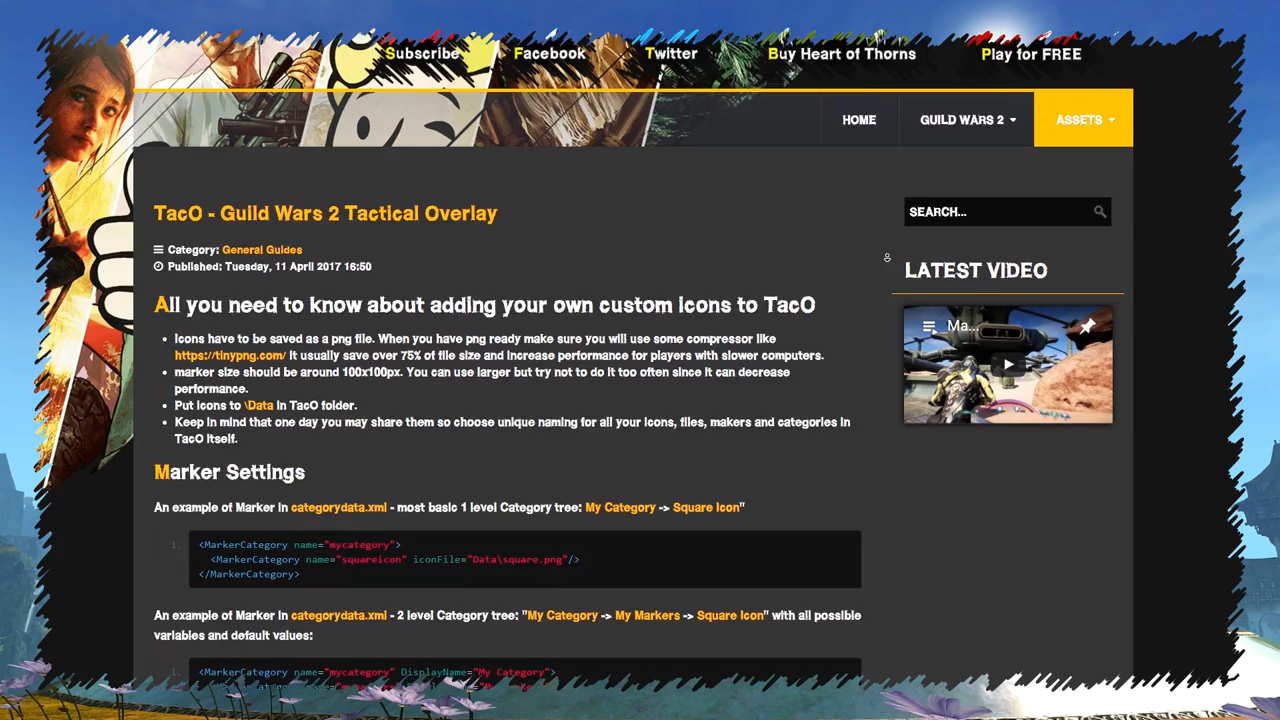 Subscribe Facebook Twitter Buy Heart of Thorns Play for FREE
HOME GUILD WARS 2 ASSETS
TacO - Guild Wars 2 Tactical Overlay
Category: General Guides
Published: Tuesday, 11 April 2017 16:50
All you need to know about adding your own custom icons to TacO
Icons have to be saved as a png file. When you have png ready make sure you will use some compressor like
https://tinypng.com/ It usually save over 75% of file size and increase performance for players with slower computers.
marker size should be around 100x100px. You can use larger but try not to do it too often since it can decrease
performance.
Put icons to \Data in TacO folder.
Keep in mind that one day you may share them so choose unique naming for all your icons, files, makers and categories in
TacO itself.
Marker Settings
An example of Marker in categorydata.xml - most basic 1 level Category tree: My Category -> Square Icon"
1. <MarkerCategory name="mycategory">
<MarkerCategory name="squareicon" iconFile="Data\square.png"/>
</MarkerCategory>
An example of Marker in categorydata.xml - 2 level Category tree: "My Category -> My Markers -> Square Icon" with all possible
variables and default values:
1. <MarkerCategory name="mycategory" DisplayName="My Category">
SEARCH...
LATEST VIDEO
Ma...